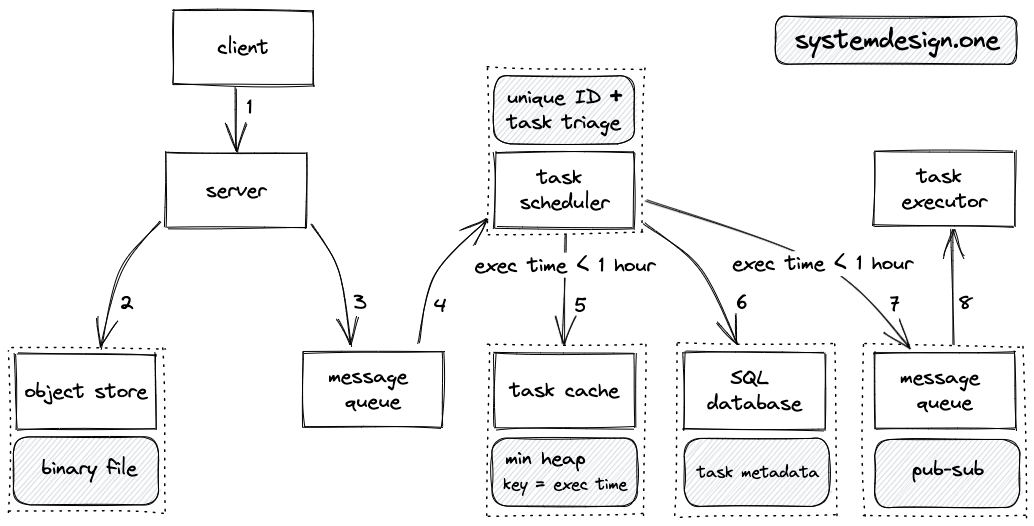 client
systemdesign.one
1
unique ID +
task triage
server
task
scheduler
task
executor
exec time < 1 hour
exec time < 1 hour
2
3
4
5
6
7
8
object store
message
queue
task cache
SQL
database
message
queue
binary file
min heap
key = exec time
task metadata
pub-sub